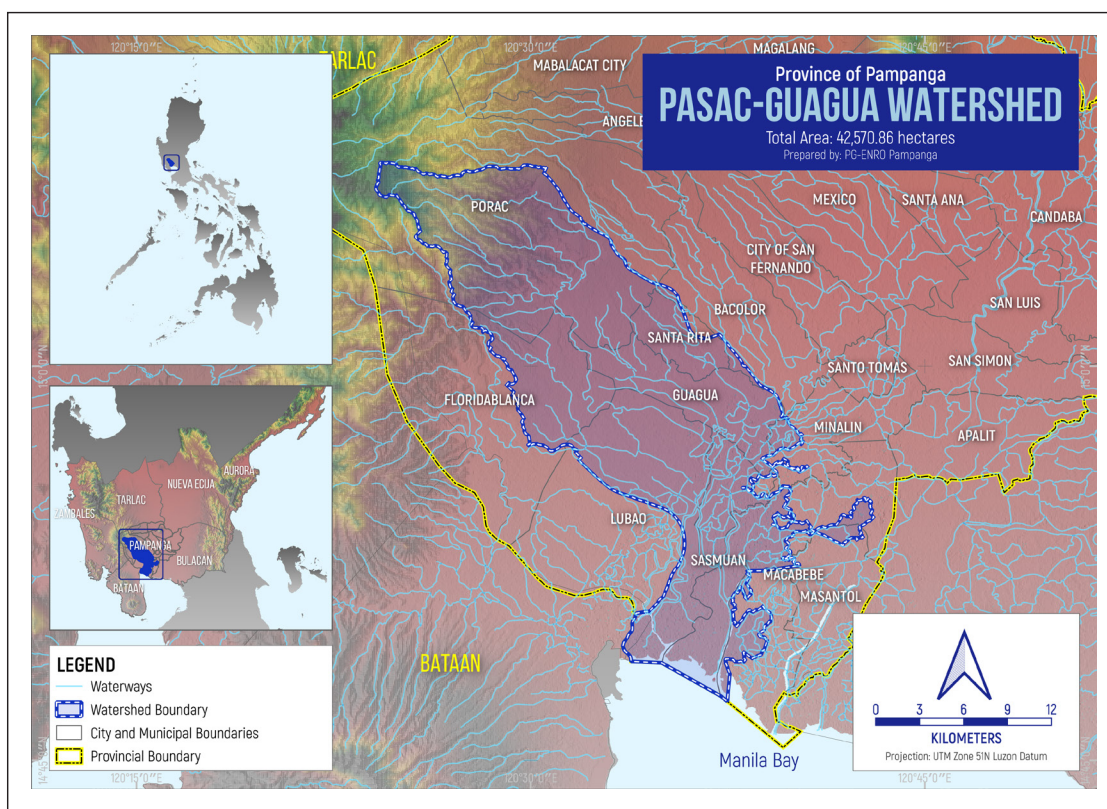 120°15'0"E
120°30'0"E
120°45'0"E
TARLAC
MAGALANG
MABALACAT CITY
Province of Pampanga
PASAC-GUAGUA WATERSHED
Total Area: 42,570.86 hectares
Prepared by: PG-ENRO Pampanga
PORAC
MEXICO
SANTA ANA
CANDABA
CITY OF SAN
FERNANDO
BACOLOR
SAN LUIS
SANTA RITA
SAN SIMON
SANTO TOMAS
15°0'0"N
GUAGUA
FLORIDABLANCA
MINALIN
APALIT
AURORA
NUEVA ECIJA
TARLAC
ZAMBALES
PAMPANGA
BULACAN
BATAAN
LUBAO
SASMUAN
MACABEBE
MASANTOL
BATAAN
LEGEND
Waterways
Watershed Boundary
City and Municipal Boundaries
Provincial Boundary
0 3 6 9 12
KILOMETERS
Projection: UTM Zone 51N Luzon Datum
Manila Bay
120°15'0"E
120°30'0"E
120°45'0"E